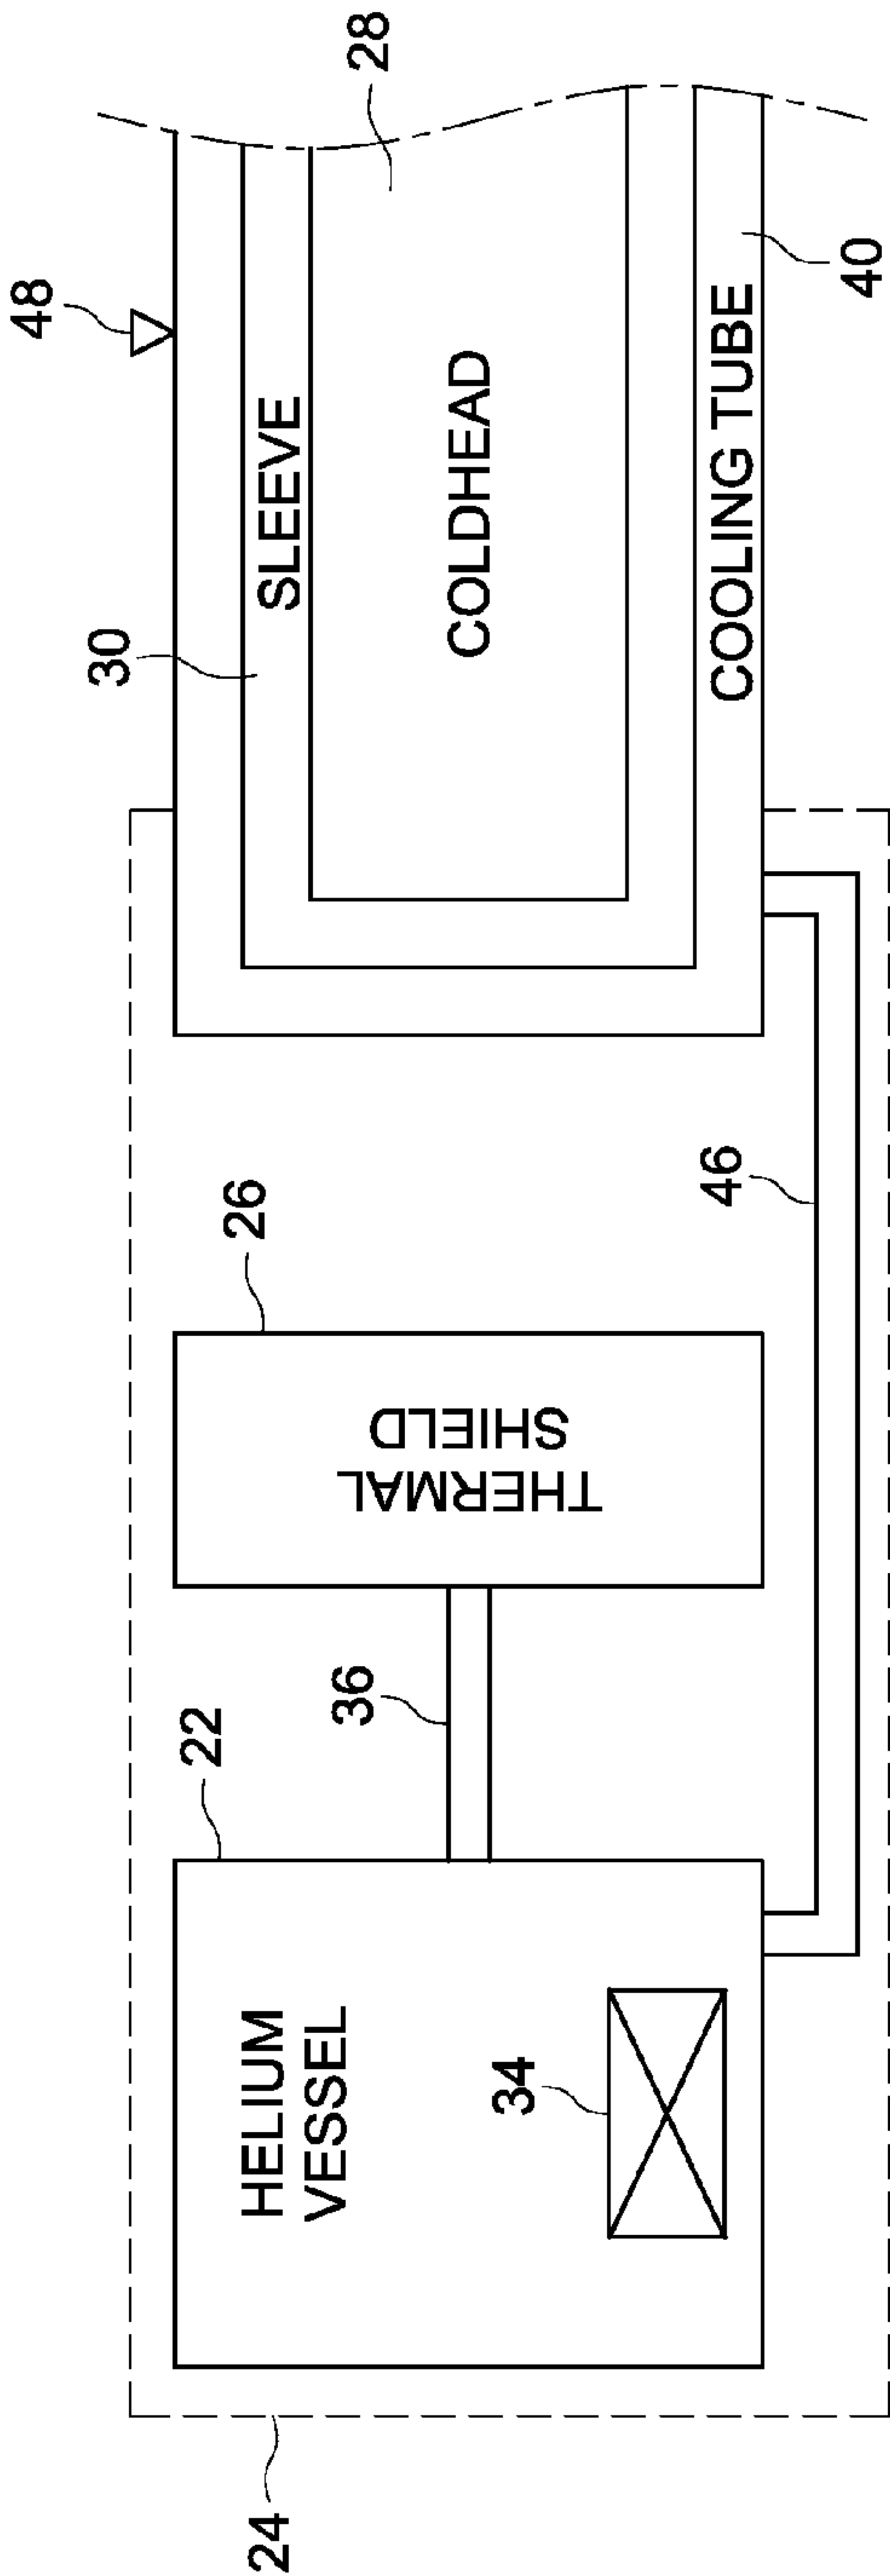 24
22
HELIUM
VESSEL
34
36
26
THERMAL
SHIELD
46
30
48
SLEEVE
COLDHEAD
28
COOLING TUBE
40